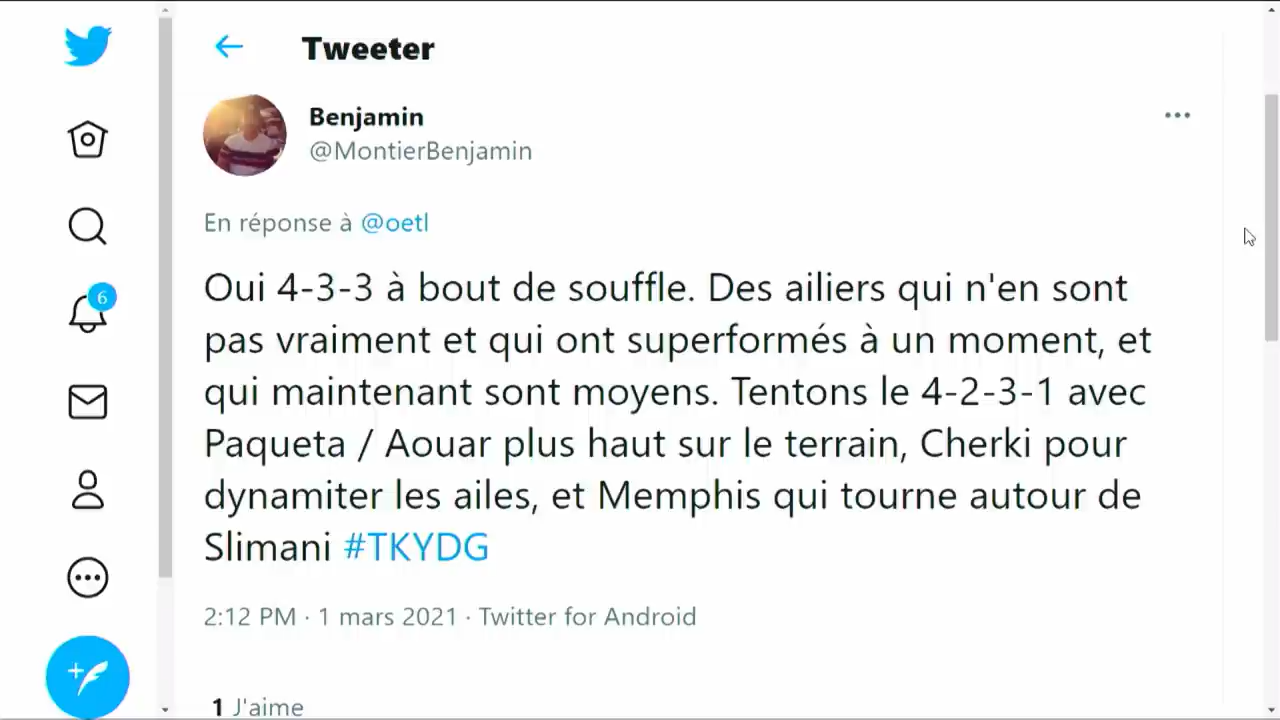 Tweeter
Benjamin
@MontierBenjamin
En réponse à @oetl
Oui 4-3-3 à bout de souffle. Des ailiers qui n'en sont
pas vraiment et qui ont superformés à un moment, et
qui maintenant sont moyens. Tentons le 4-2-3-1 avec
Paqueta / Aouar plus haut sur le terrain, Cherki pour
dynamiter les ailes, et Memphis qui tourne autour de
Slimani #TKYDG
2:12 PM · 1 mars 2021 · Twitter for Android
1 J'aime
6